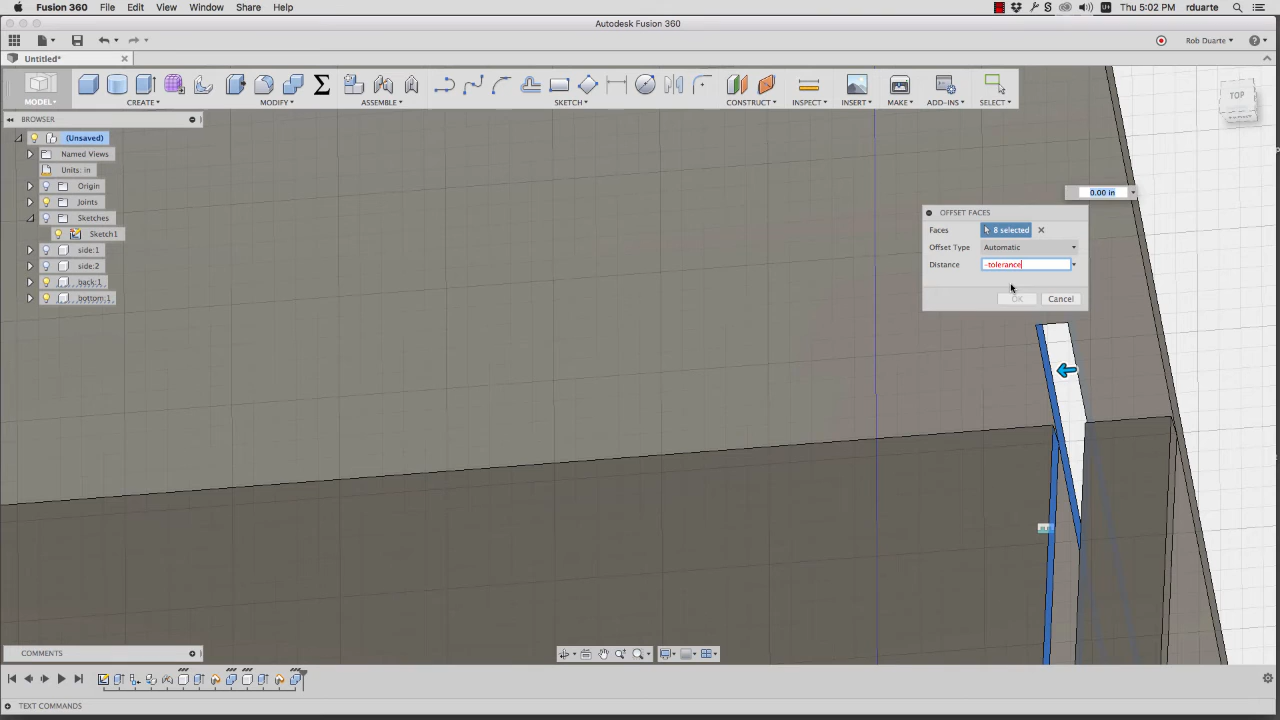 Fusion 360 File Edit View Window Share Help Thu 5:02 PM rduarte
Autodesk Fusion 360
Rob Duarte
Untitled*
MODEL CREATE MODIFY ASSEMBLE SKETCH CONSTRUCT INSPECT INSERT MAKE ADD-INS SELECT
TOP
FRONT
BROWSER
(Unsaved)
Named Views
Units: in
Origin
Joints
Sketches
Sketch1
side:1
side:2
back:1
bottom:1
0.00 in
OFFSET FACES
Faces 8 selected
Offset Type Automatic
Distance -tolerance
OK Cancel
COMMENTS
TEXT COMMANDS